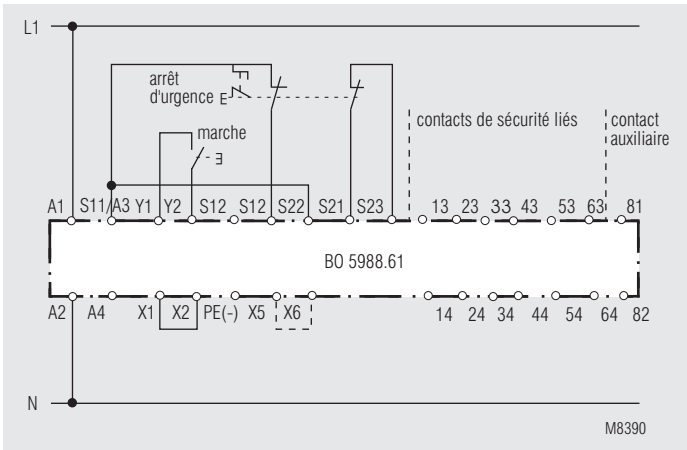 L1
arrêt
d'urgence E
marche
E
contacts de sécurité liés
contact
auxiliaire
A1 S11/A3 Y1 Y2 S12 S12 S22 S21 S23 13 23 33 43 53 63 81
BO 5988.61
A2 A4 X1 X2 PE(-) X5 X6 14 24 34 44 54 64 82
N
M8390